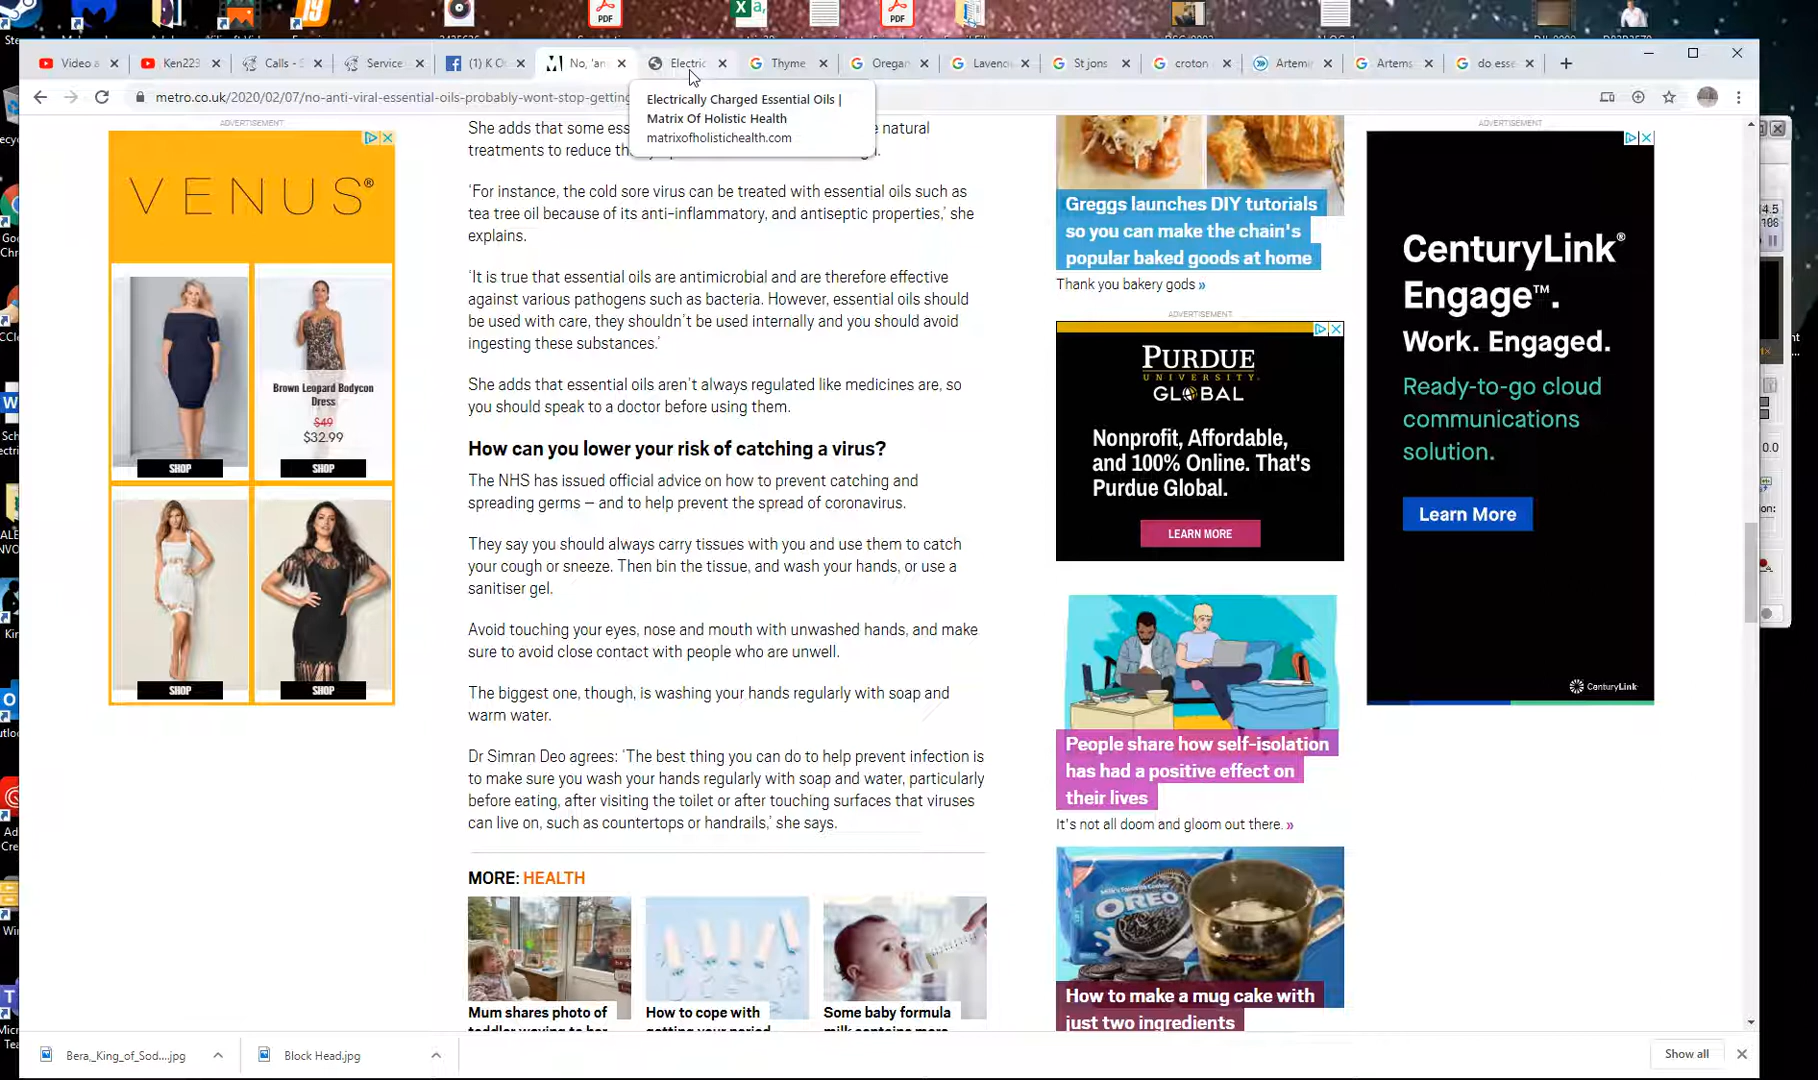 PDF
PDF
Video a
Ken223
Calls - S
Service
(1) K O
No, 'an
Electric
Thyme
Oregan
Lavend
St jons
croton
Artemi
Artems
do esse
metro.co.uk/2020/02/07/no-anti-viral-essential-oils-probably-wont-stop-getting
Electrically Charged Essential Oils |
Matrix Of Holistic Health
matrixofholistichealth.com
ADVERTISEMENT
VENUS®
Brown Leopard Bodycon
Dress
$49
$32.99
SHOP
SHOP
SHOP
SHOP
She adds that some ess
e natural
treatments to reduce th
'For instance, the cold sore virus can be treated with essential oils such as
tea tree oil because of its anti-inflammatory, and antiseptic properties,' she
explains.
'It is true that essential oils are antimicrobial and are therefore effective
against various pathogens such as bacteria. However, essential oils should
be used with care, they shouldn't be used internally and you should avoid
ingesting these substances.'
She adds that essential oils aren't always regulated like medicines are, so
you should speak to a doctor before using them.
How can you lower your risk of catching a virus?
The NHS has issued official advice on how to prevent catching and
spreading germs – and to help prevent the spread of coronavirus.
They say you should always carry tissues with you and use them to catch
your cough or sneeze. Then bin the tissue, and wash your hands, or use a
sanitiser gel.
Avoid touching your eyes, nose and mouth with unwashed hands, and make
sure to avoid close contact with people who are unwell.
The biggest one, though, is washing your hands regularly with soap and
warm water.
Dr Simran Deo agrees: 'The best thing you can do to help prevent infection is
to make sure you wash your hands regularly with soap and water, particularly
before eating, after visiting the toilet or after touching surfaces that viruses
can live on, such as countertops or handrails,' she says.
MORE: HEALTH
Mum shares photo of
toddler waving to her
How to cope with
getting your period
Some baby formula
milk contains more
Greggs launches DIY tutorials
so you can make the chain's
popular baked goods at home
Thank you bakery gods »
ADVERTISEMENT
PURDUE
UNIVERSITY
GLOBAL
Nonprofit, Affordable,
and 100% Online. That's
Purdue Global.
LEARN MORE
People share how self-isolation
has had a positive effect on
their lives
It's not all doom and gloom out there. »
OREO
How to make a mug cake with
just two ingredients
ADVERTISEMENT
CenturyLink®
Engage™.
Work. Engaged.
Ready-to-go cloud
communications
solution.
Learn More
CenturyLink
Bera,_King_of_Sod....jpg
Block Head.jpg
Show all